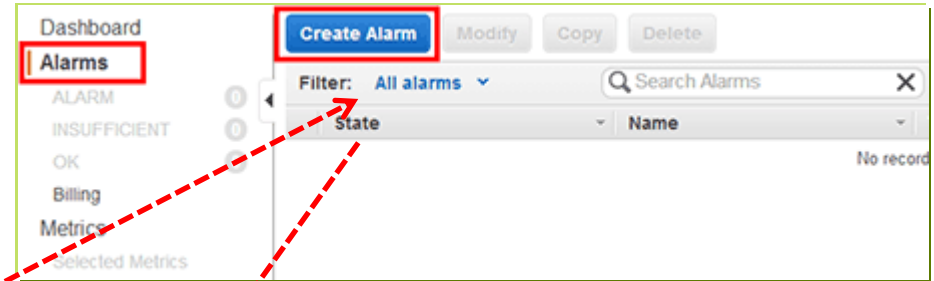 Dashboard
Alarms
ALARM 0
INSUFFICIENT 0
OK 0
Billing
Metrics
Selected Metrics
Create Alarm Modify Copy Delete
Filter: All alarms Search Alarms
State Name
No record